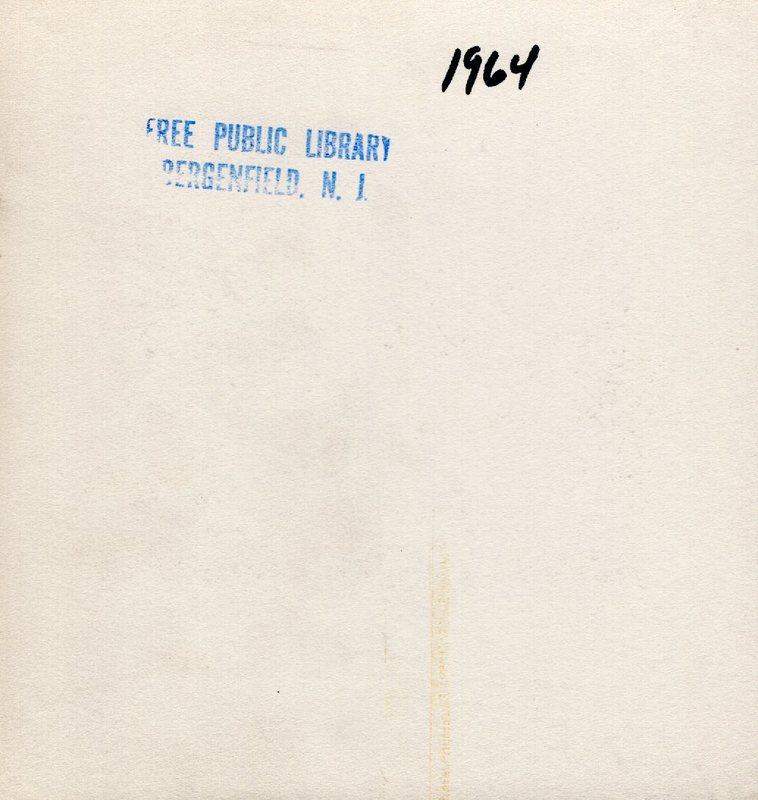 1964
FREE PUBLIC LIBRARY
BERGENFIELD, N. J.